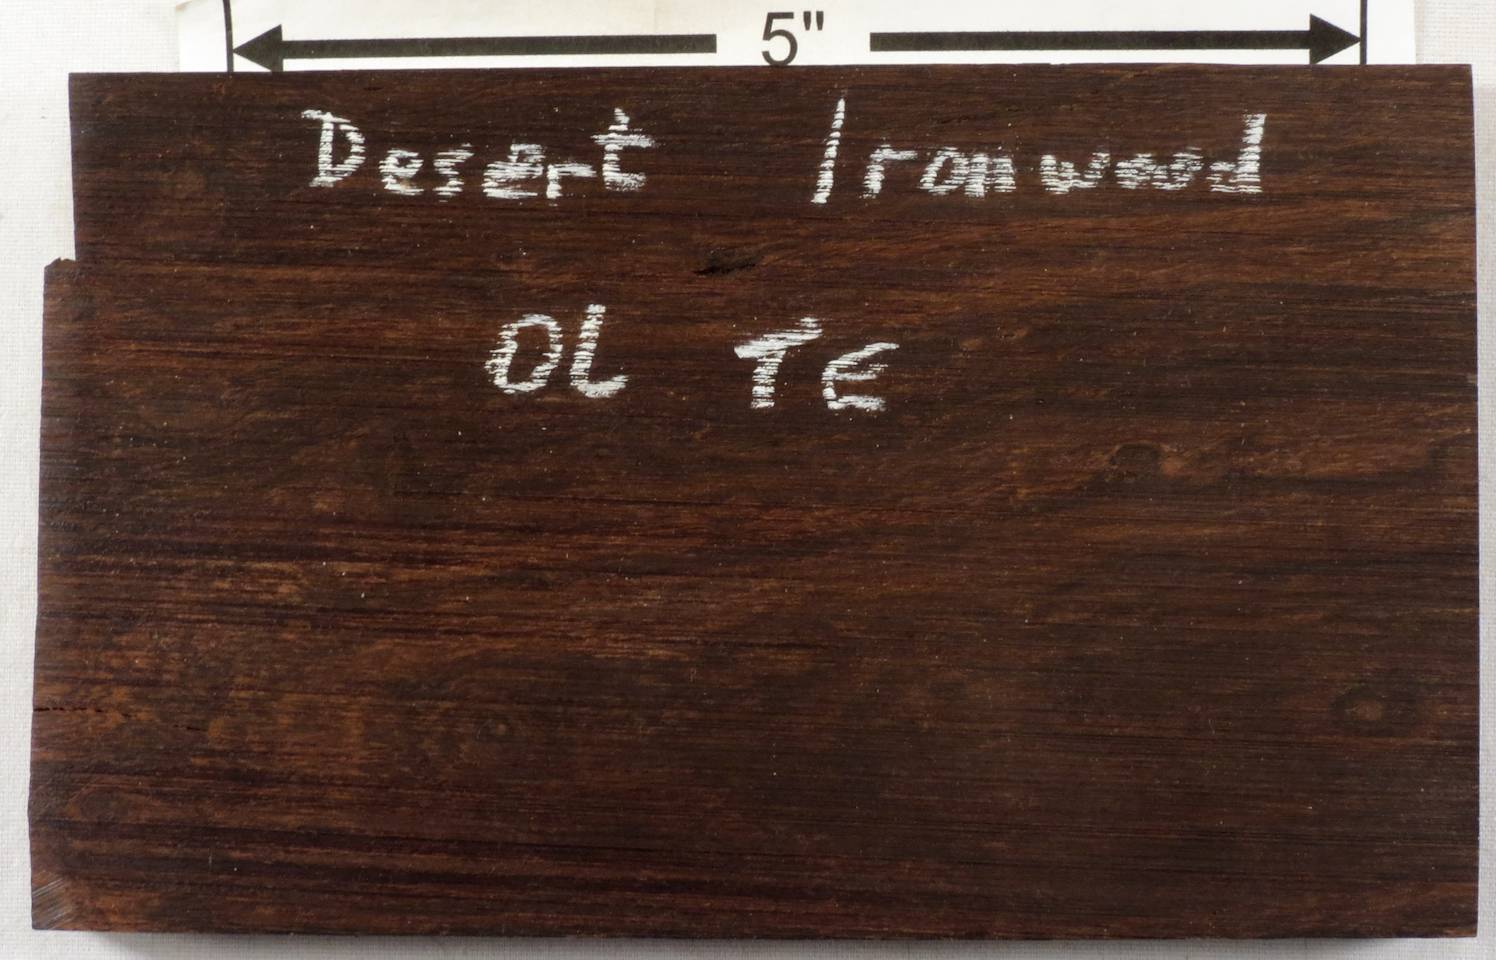 5"
Desert Ironwood
OL TE